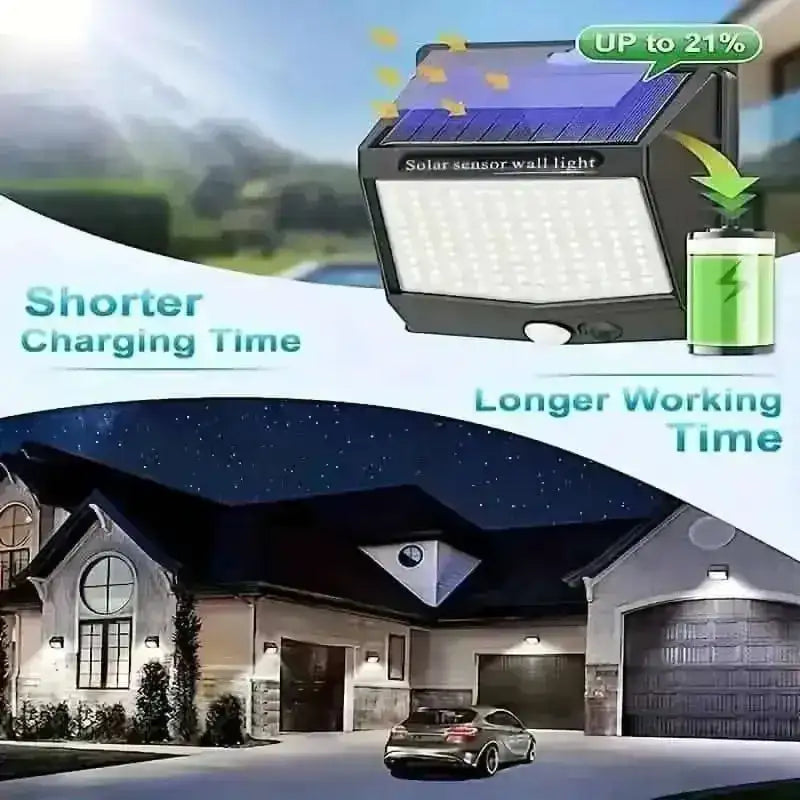 UP to 21%
Solar sensor wall light
Shorter
Charging Time
Longer Working
Time